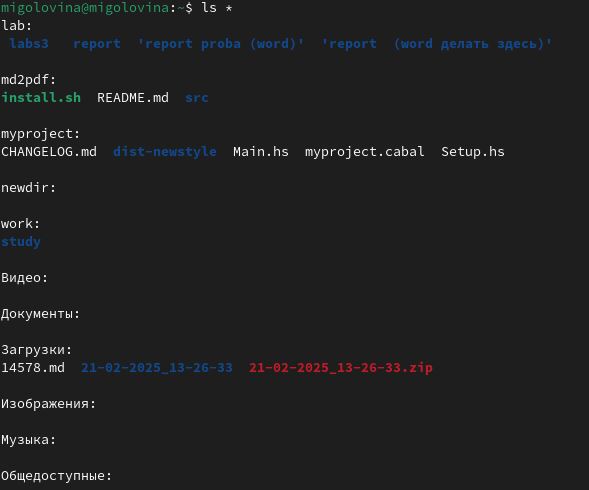 migolovina@migolovina:~$ ls *
lab:
labs3 report 'report proba (word)' 'report (word делать здесь)'
md2pdf:
install.sh README.md src
myproject:
CHANGELOG.md dist-newstyle Main.hs myproject.cabal Setup.hs
newdir:
work:
study
Видео:
Документы:
Загрузки:
14578.md 21-02-2025_13-26-33 21-02-2025_13-26-33.zip
Изображения:
Музыка:
Общедоступные: